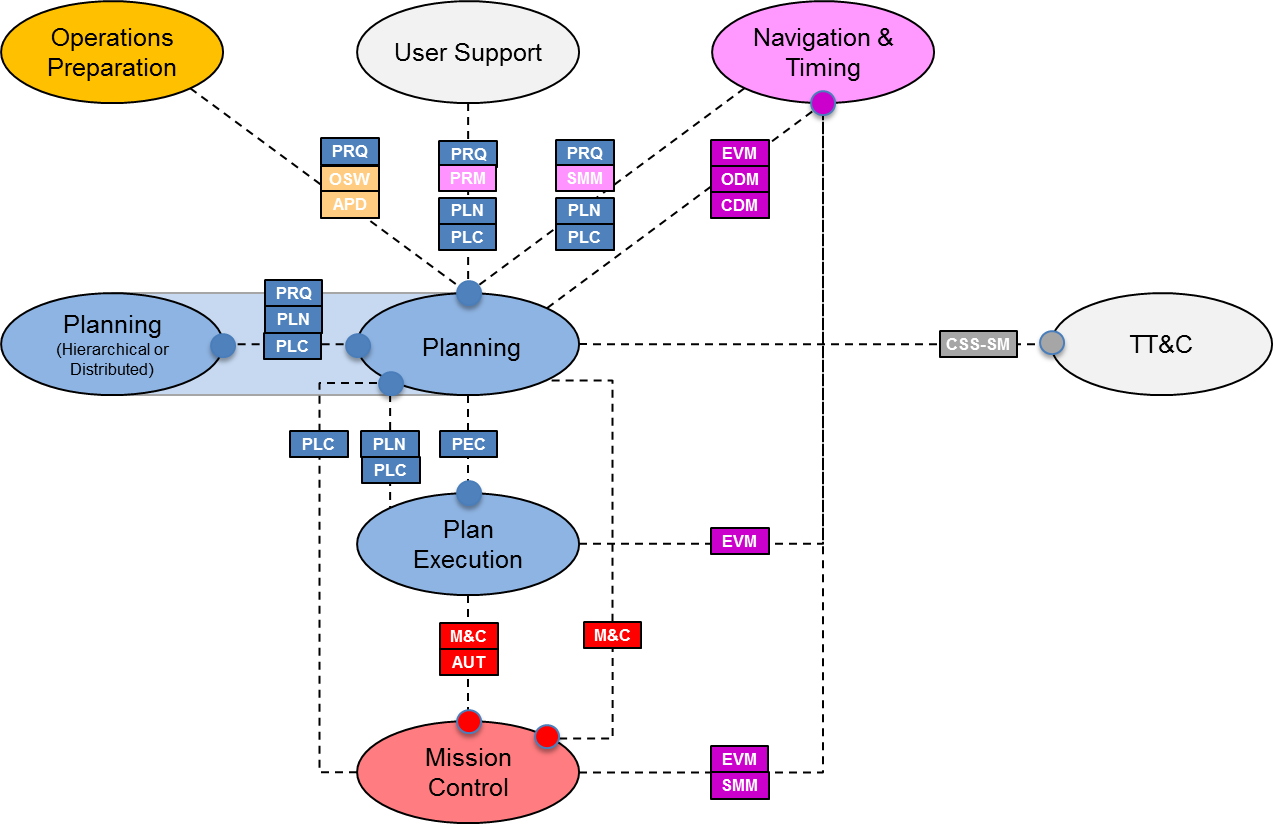 Operations
Preparation
User Support
Navigation &
Timing
PRQ
OSW
APD
PRQ
PRM
PLN
PLC
PRQ
SMM
PLN
PLC
EVM
ODM
CDM
Planning
(Hierarchical or
Distributed)
PRQ
PLN
PLC
Planning
CSS-SM
TT&C
PLC
PLN
PLC
PEC
Plan
Execution
EVM
M&C
AUT
M&C
Mission
Control
EVM
SMM